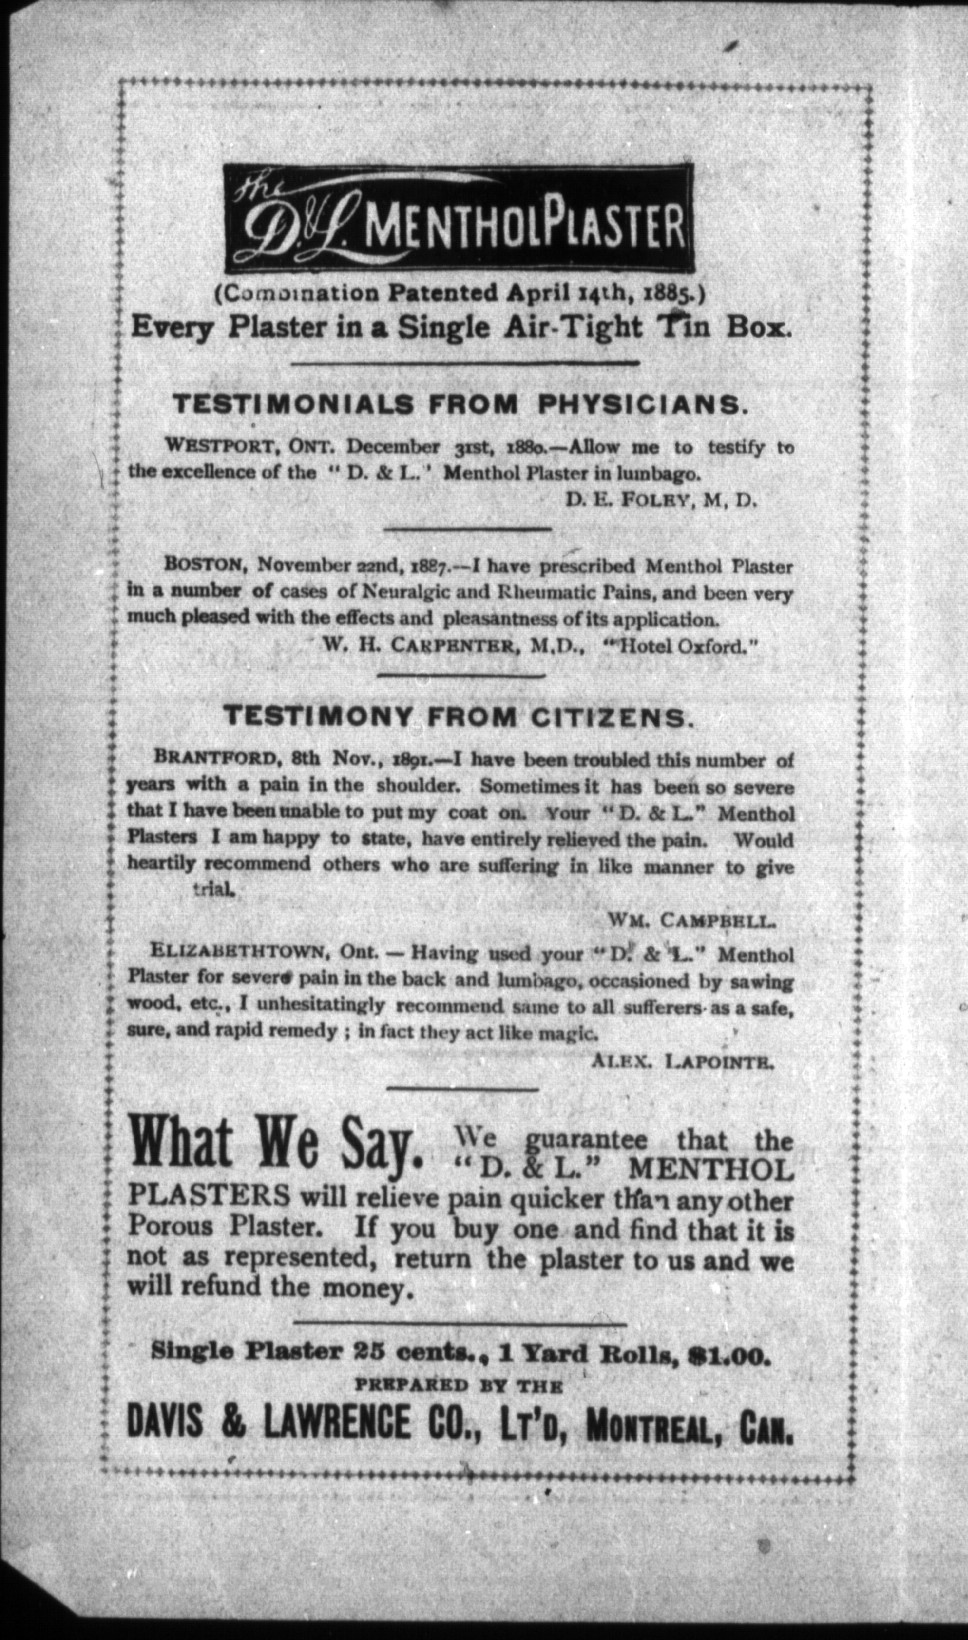 The D. & L. MENTHOL PLASTER
(Combination Patented April 14th, 1885.)
Every Plaster in a Single Air-Tight Tin Box.
TESTIMONIALS FROM PHYSICIANS.
WESTPORT, ONT. December 31st, 1880.—Allow me to testify to
the excellence of the "D. & L.' Menthol Plaster in lumbago.
D. E. FOLEY, M, D.
BOSTON, November 22nd, 1887.—I have prescribed Menthol Plaster
in a number of cases of Neuralgic and Rheumatic Pains, and been very
much pleased with the effects and pleasantness of its application.
W. H. CARPENTER, M.D., "Hotel Oxford."
TESTIMONY FROM CITIZENS.
BRANTFORD, 8th Nov., 1891.—I have been troubled this number of
years with a pain in the shoulder. Sometimes it has been so severe
that I have been unable to put my coat on. Your "D. & L." Menthol
Plasters I am happy to state, have entirely relieved the pain. Would
heartily recommend others who are suffering in like manner to give
trial.
WM. CAMPBELL.
ELIZABETHTOWN, Ont. — Having used your "D. & L." Menthol
Plaster for severe pain in the back and lumbago, occasioned by sawing
wood, etc., I unhesitatingly recommend same to all sufferers as a safe,
sure, and rapid remedy ; in fact they act like magic.
ALEX. LAPOINTE.
What We Say. We guarantee that the
"D. & L." MENTHOL
PLASTERS will relieve pain quicker than any other
Porous Plaster. If you buy one and find that it is
not as represented, return the plaster to us and we
will refund the money.
Single Plaster 25 cents., 1 Yard Rolls, $1.00.
PREPARED BY THE
DAVIS & LAWRENCE CO., LT'D, MONTREAL, CAN.